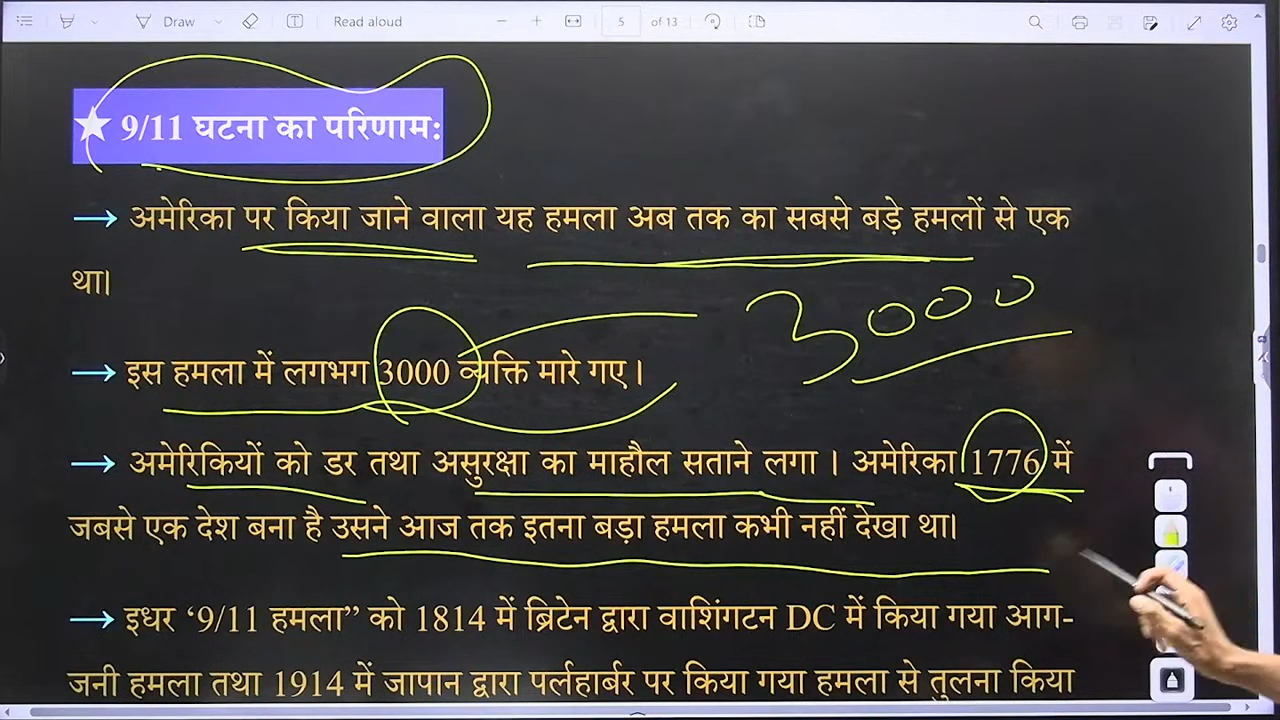 Draw
Read aloud
5 of 13
★ 9/11 घटना का परिणाम:
→ अमेरिका पर किया जाने वाला यह हमला अब तक का सबसे बड़े हमलों से एक
था।
3000
→ इस हमला में लगभग 3000 व्यक्ति मारे गए।
→ अमेरिकियों को डर तथा असुरक्षा का माहौल सताने लगा। अमेरिका 1776 में
जबसे एक देश बना है उसने आज तक इतना बड़ा हमला कभी नहीं देखा था।
→ इधर ‘9/11 हमला” को 1814 में ब्रिटेन द्वारा वाशिंगटन DC में किया गया आग-
जनी हमला तथा 1914 में जापान द्वारा पर्लहार्बर पर किया गया हमला से तुलना किया